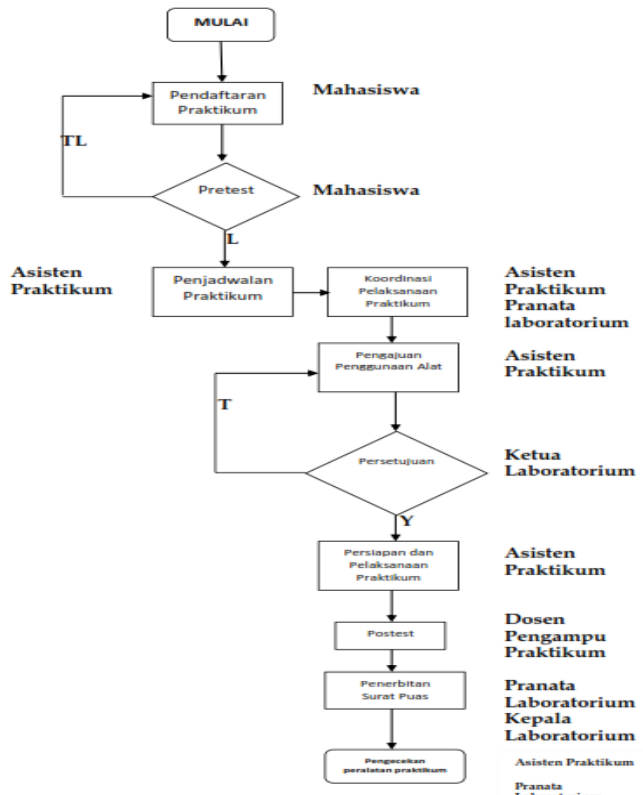 MULAI
Pendaftaran
Praktikum
Mahasiswa
TL
Pretest
Mahasiswa
L
Asisten
Praktikum
Penjadwalan
Praktikum
Koordinasi
Pelaksanaan
Praktikum
Asisten
Praktikum
Pranata
laboratorium
Pengajuan
Penggunaan Alat
Asisten
Praktikum
T
Persetujuan
Ketua
Laboratorium
Y
Persiapan dan
Pelaksanaan
Praktikum
Asisten
Praktikum
Postest
Dosen
Pengampu
Praktikum
Penerbitan
Surat Puas
Pranata
Laboratorium
Kepala
Laboratorium
Pengecekan
peralatan praktikum
Asisten Praktikum
Pranata